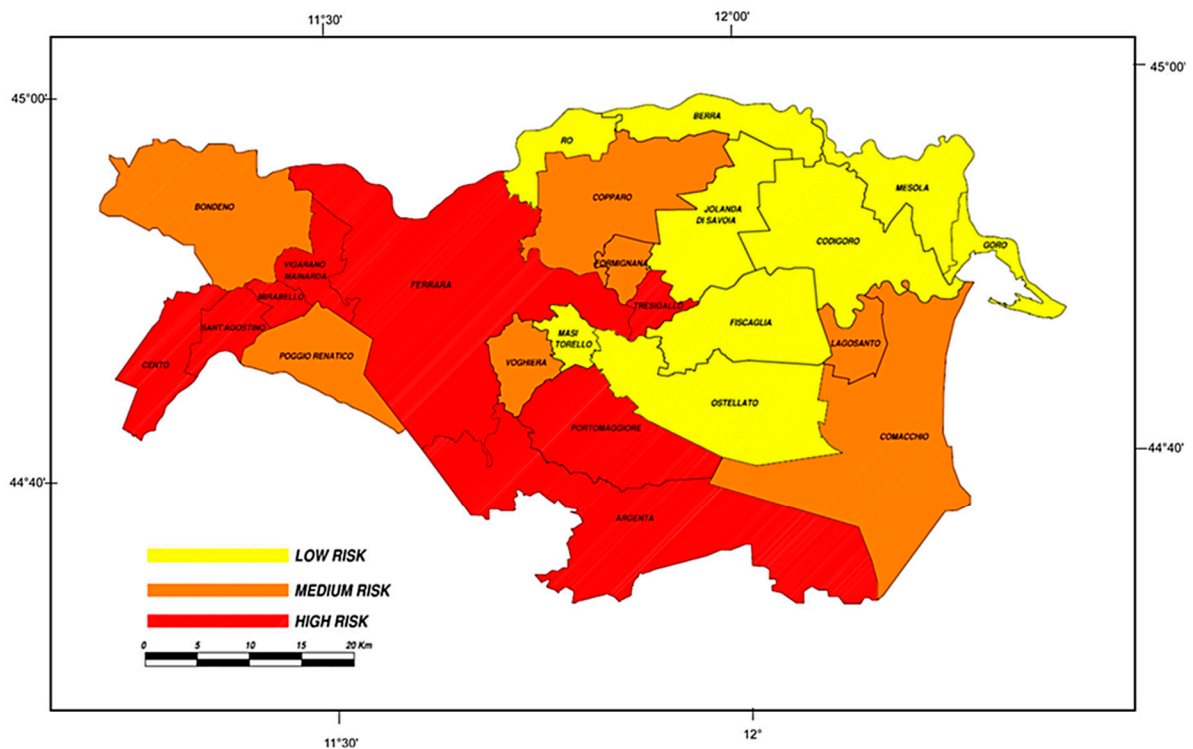 11°30'
12°00'
45°00'
45°00'
BERRA
RO
BONDENO
COPPARO
MESOLA
JOLANDA
DI SAVOIA
CODIGORO
GORO
VIGARANO
MAINARDA
FORMIGNANA
FERRARA
MIRABELLO
TRESIGALLO
SANT'AGOSTINO
FISCAGLIA
MASI
TORELLO
LAGOSANTO
POGGIO RENATICO
VOGHIERA
CENTO
OSTELLATO
PORTOMAGGIORE
COMACCHIO
44°40'
44°40'
ARGENTA
LOW RISK
MEDIUM RISK
HIGH RISK
0 5 10 15 20 Km
11°30'
12°